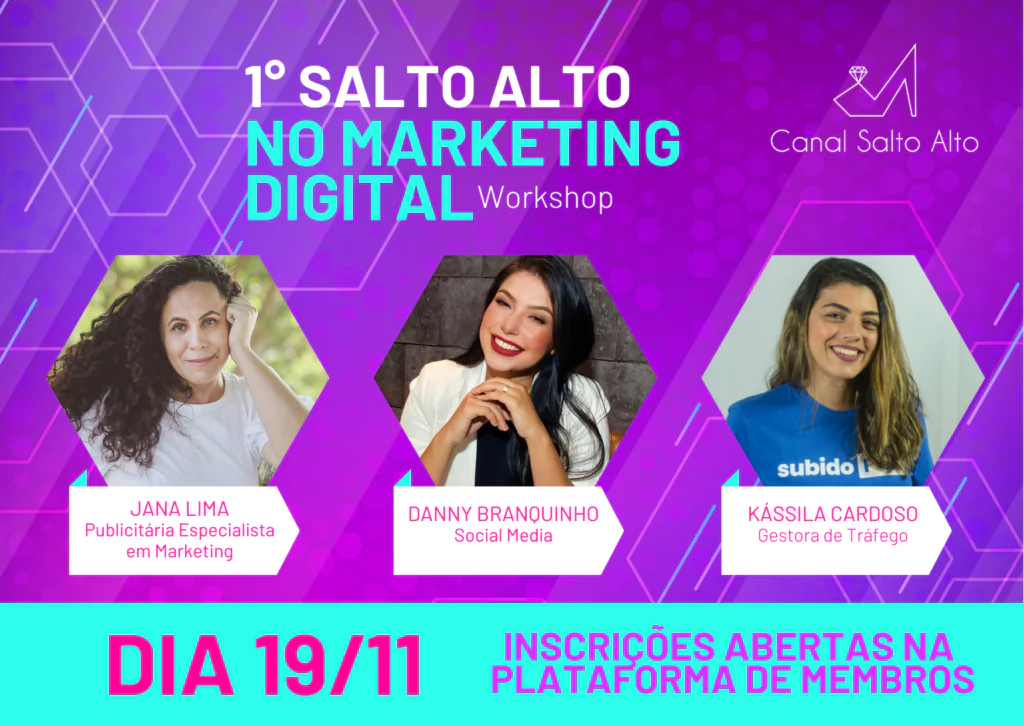 1° SALTO ALTO
NO MARKETING
DIGITAL Workshop
Canal Salto Alto
subido
JANA LIMA
Publicitária Especialista
em Marketing
DANNY BRANQUINHO
Social Media
KÁSSILA CARDOSO
Gestora de Tráfego
DIA 19/11
INSCRIÇÕES ABERTAS NA
PLATAFORMA DE MEMBROS